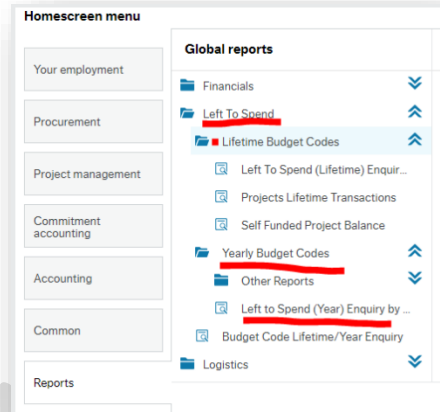 Homescreen menu
Global reports
Your employment
Procurement
Project management
Commitment
accounting
Accounting
Common
Reports
Financials
Left To Spend
Lifetime Budget Codes
Left To Spend (Lifetime) Enquir...
Projects Lifetime Transactions
Self Funded Project Balance
Yearly Budget Codes
Other Reports
Left to Spend (Year) Enquiry by ...
Budget Code Lifetime/Year Enquiry
Logistics